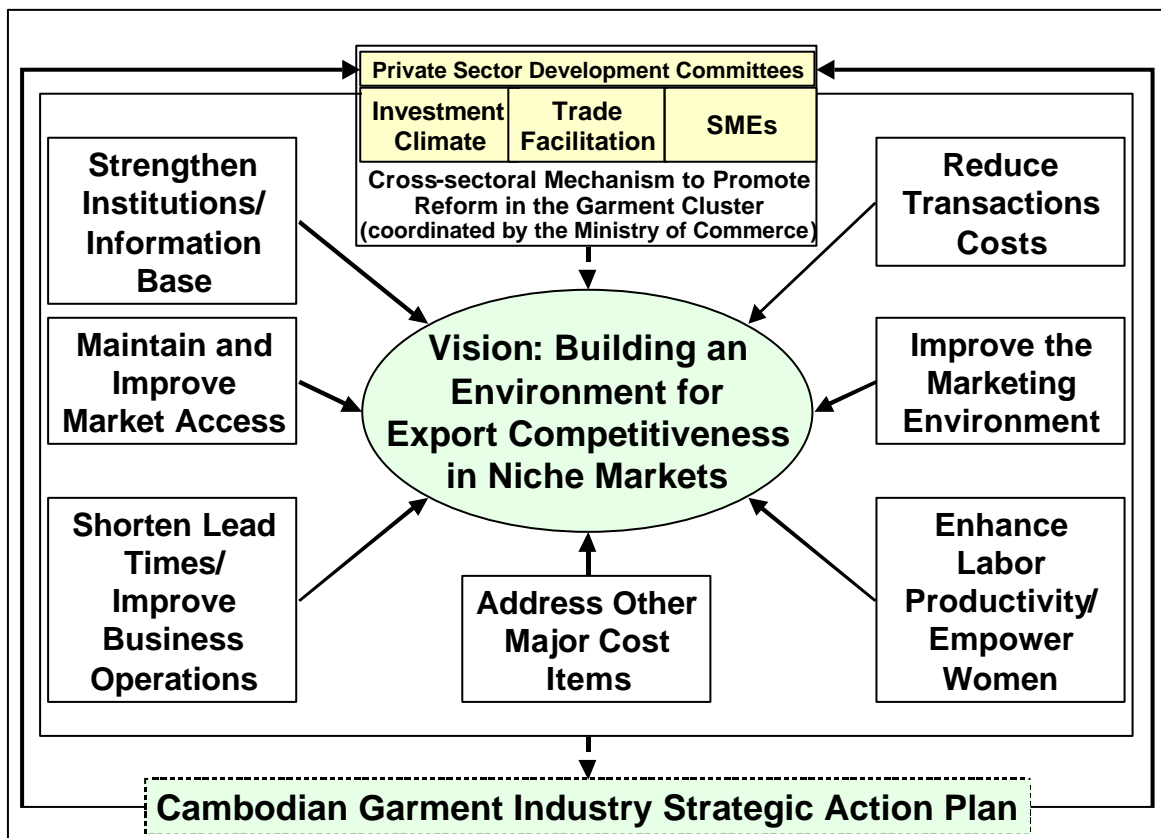 Private Sector Development Committees
Investment
Climate
Trade
Facilitation
SMEs
Cross-sectoral Mechanism to Promote
Reform in the Garment Cluster
(coordinated by the Ministry of Commerce)
Strengthen
Institutions/
Information
Base
Reduce
Transactions
Costs
Maintain and
Improve
Market Access
Vision: Building an
Environment for
Export Competitiveness
in Niche Markets
Improve the
Marketing
Environment
Shorten Lead
Times/
Improve
Business
Operations
Address Other
Major Cost
Items
Enhance
Labor
Productivity/
Empower
Women
Cambodian Garment Industry Strategic Action Plan